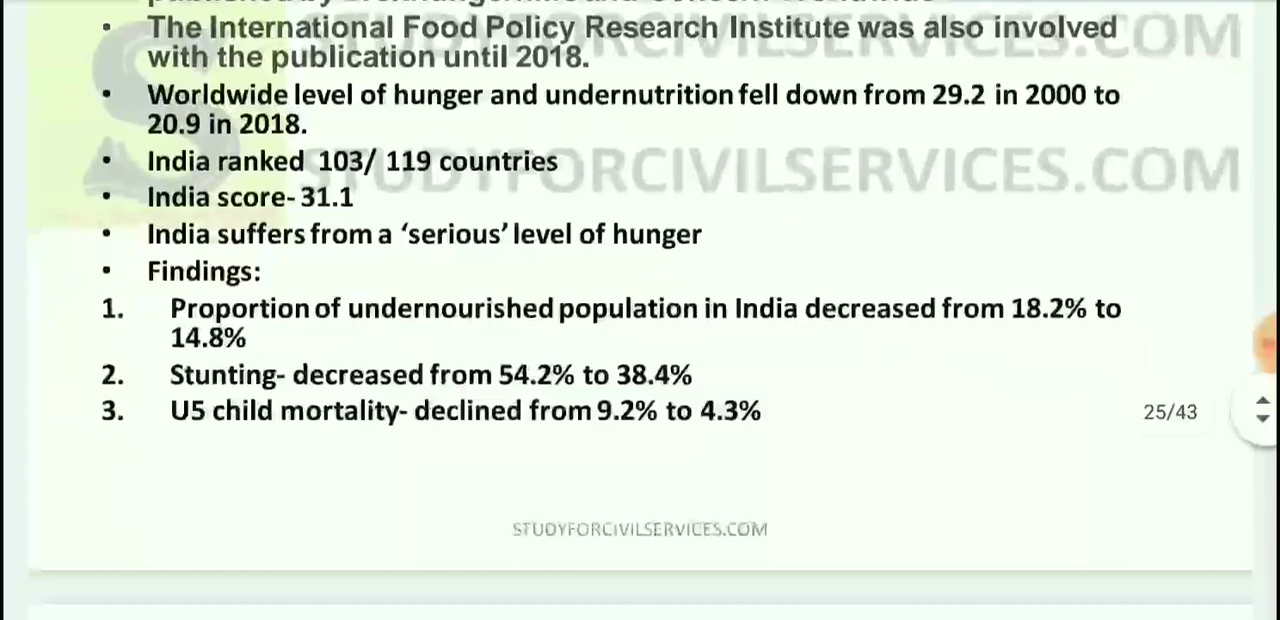 • The International Food Policy Research Institute was also involved
with the publication until 2018.
• Worldwide level of hunger and undernutrition fell down from 29.2 in 2000 to
20.9 in 2018.
STUDYFORCIVILSERVICES.COM
• India ranked 103/ 119 countries
• India score- 31.1
• India suffers from a ‘serious’ level of hunger
• Findings:
1. Proportion of undernourished population in India decreased from 18.2% to
14.8%
2. Stunting- decreased from 54.2% to 38.4%
3. U5 child mortality- declined from 9.2% to 4.3%
25/43
STUDYFORCIVILSERVICES.COM